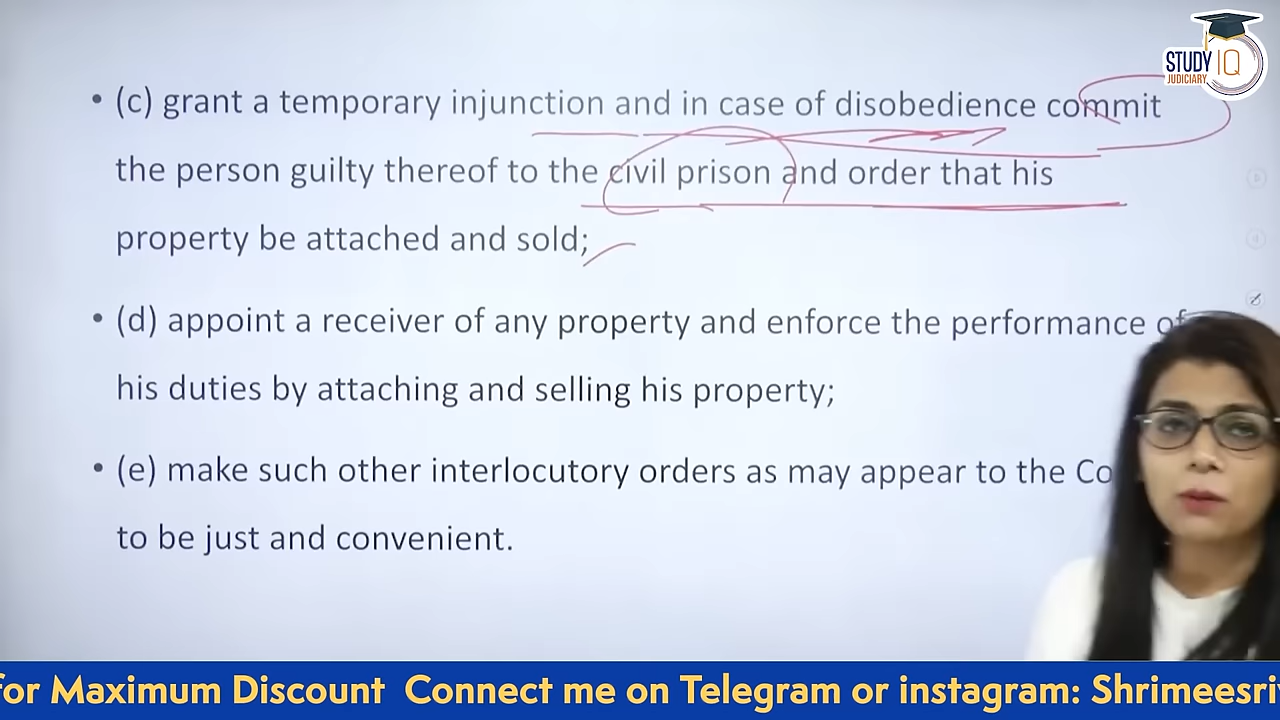 STUDY IQ
JUDICIARY
• (c) grant a temporary injunction and in case of disobedience commit
the person guilty thereof to the civil prison and order that his
property be attached and sold;
• (d) appoint a receiver of any property and enforce the performance of
his duties by attaching and selling his property;
• (e) make such other interlocutory orders as may appear to the Co
to be just and convenient.
for Maximum Discount Connect me on Telegram or instagram: Shrimeesri